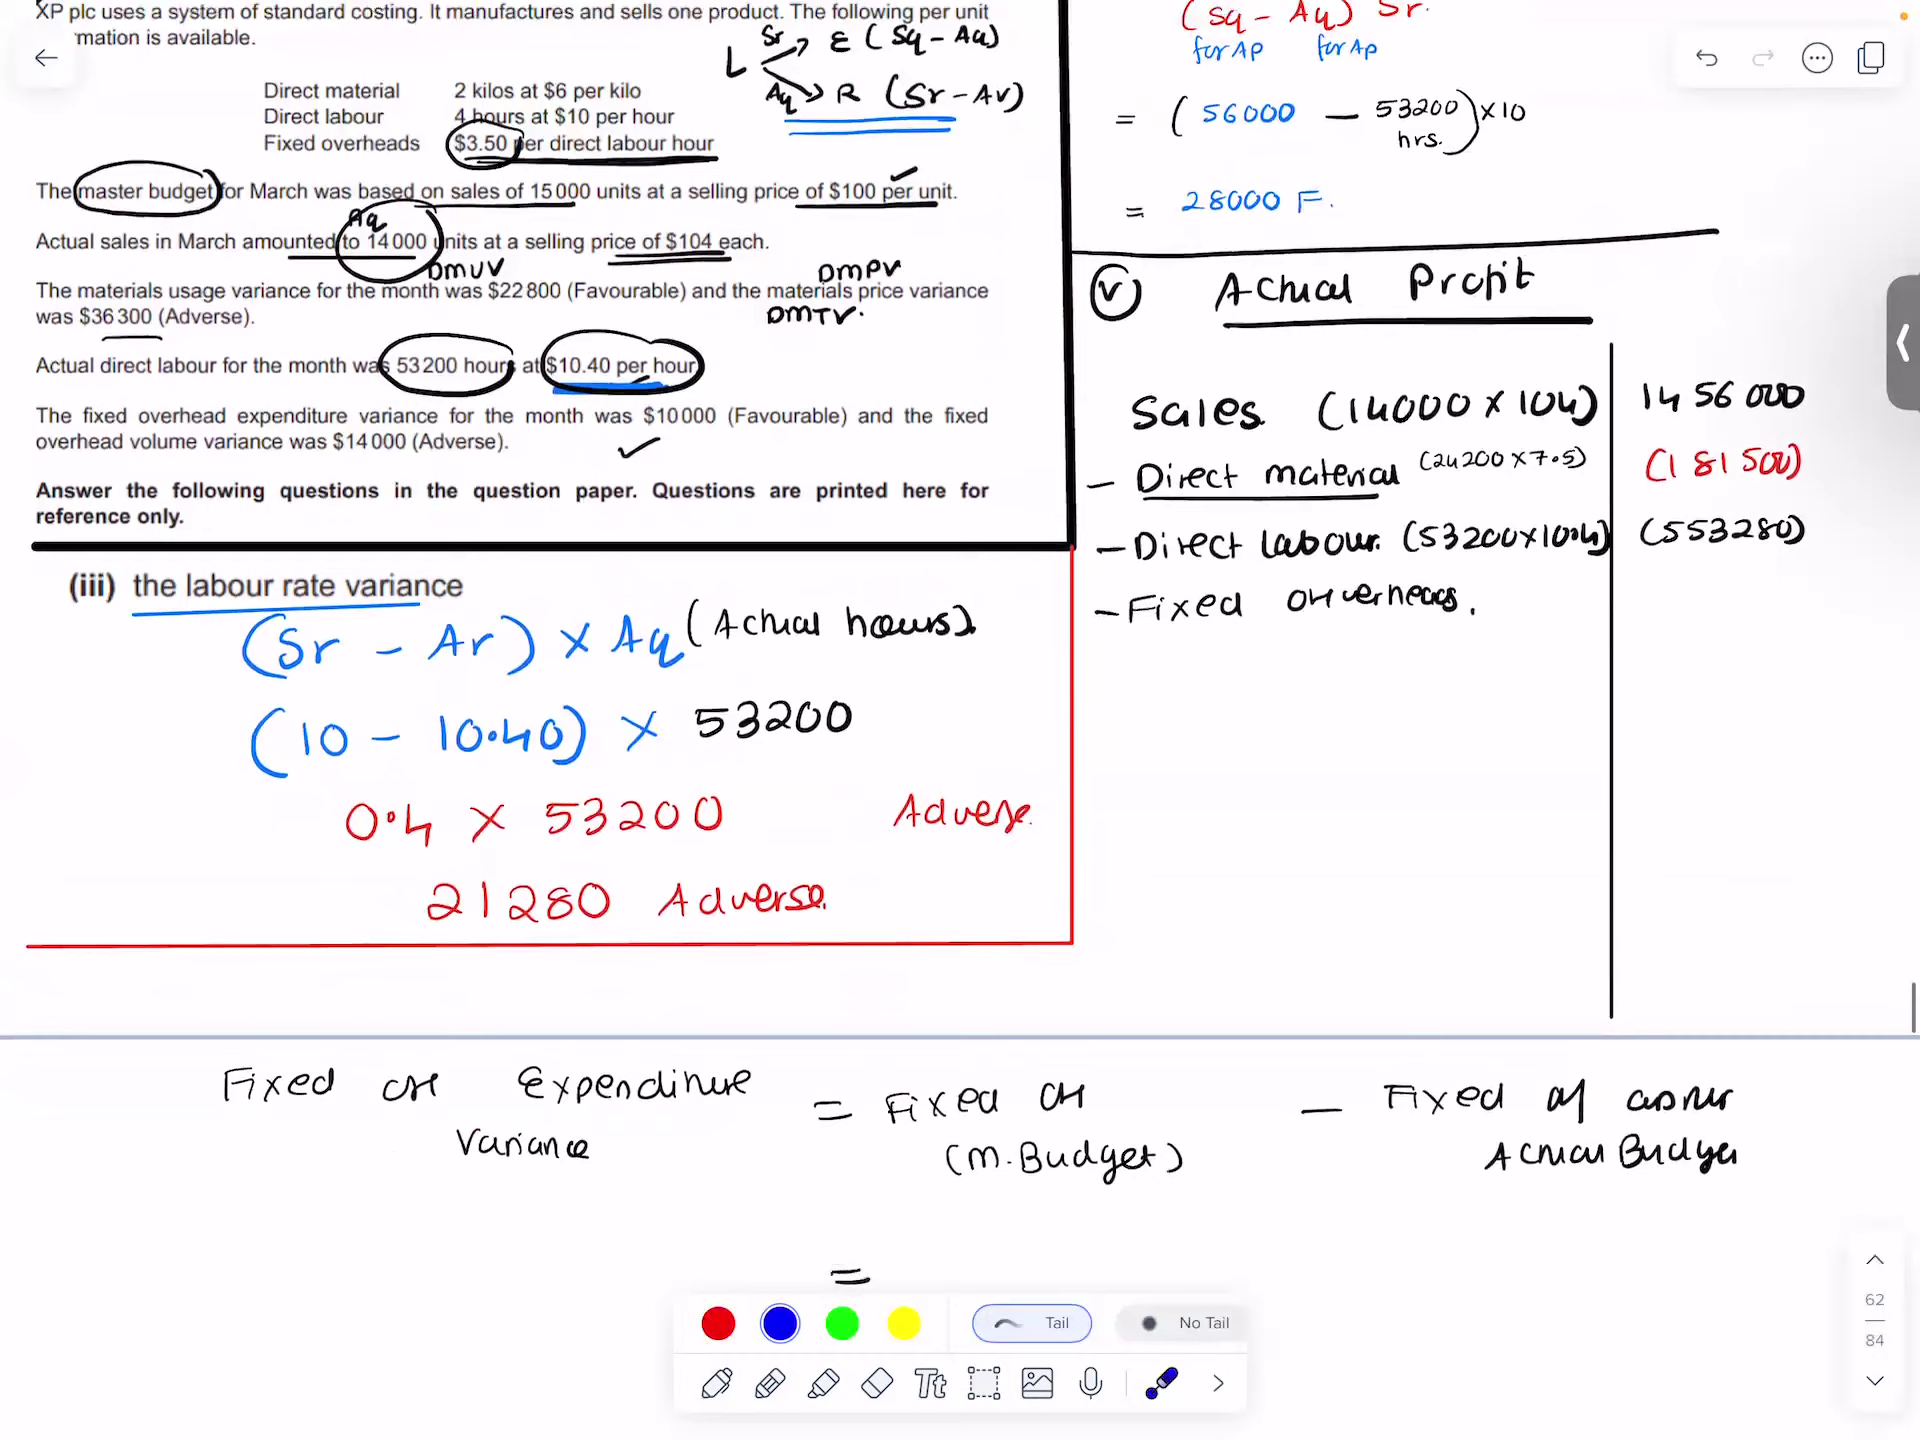 XP plc uses a system of standard costing. It manufactures and sells one product. The following per unit
rmation is available.
L Sr E (Sq - Aq)
Aq R (Sr - Ar)
Direct material 2 kilos at $6 per kilo
Direct labour 4 hours at $10 per hour
Fixed overheads $3.50 per direct labour hour
The master budget for March was based on sales of 15 000 units at a selling price of $100 per unit.
Aq
Actual sales in March amounted to 14 000 units at a selling price of $104 each.
DMUV DMPV
The materials usage variance for the month was $22 800 (Favourable) and the materials price variance
was $36 300 (Adverse).
DMTV.
Actual direct labour for the month was 53 200 hours at $10.40 per hour
The fixed overhead expenditure variance for the month was $10 000 (Favourable) and the fixed
overhead volume variance was $14 000 (Adverse).
Answer the following questions in the question paper. Questions are printed here for
reference only.
(iii) the labour rate variance
(Sr - Ar) × Aq (Actual hours)
(10 - 10.40) × 53200
0.4 × 53200 Adverse.
21280 Adverse.
(Sq - Aq) Sr.
for AP for AP
= (56000 - 53200) × 10
hrs.
= 28000 F.
(v) Actual Profit
Sales (14000 × 104) 1456000
- Direct material (24200 × 7.5) (181500)
- Direct labour. (53200 × 10.4) (553280)
- Fixed overheads.
Fixed OH Expenditure = Fixed OH - Fixed
Variance (M. Budget) Actual Budget
=
Tail
No Tail
Tt
62
84